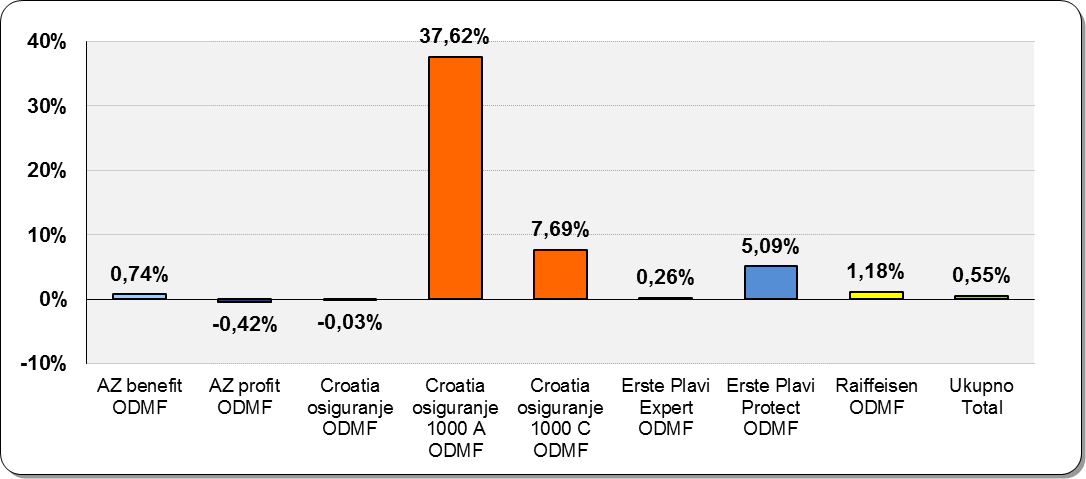 40%
30%
20%
10%
0%
-10%
0,74%
-0,42%
-0,03%
37,62%
7,69%
0,26%
5,09%
1,18%
0,55%
AZ benefit
ODMF
AZ profit
ODMF
Croatia
osiguranje
ODMF
Croatia
osiguranje
1000 A
ODMF
Croatia
osiguranje
1000 C
ODMF
Erste Plavi
Expert
ODMF
Erste Plavi
Protect
ODMF
Raiffeisen
ODMF
Ukupno
Total